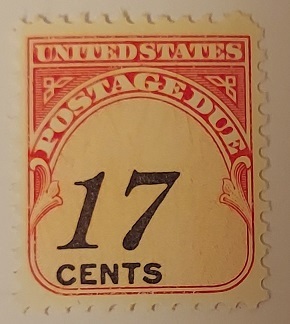 UNITED STATES
POSTAGE DUE
17
CENTS